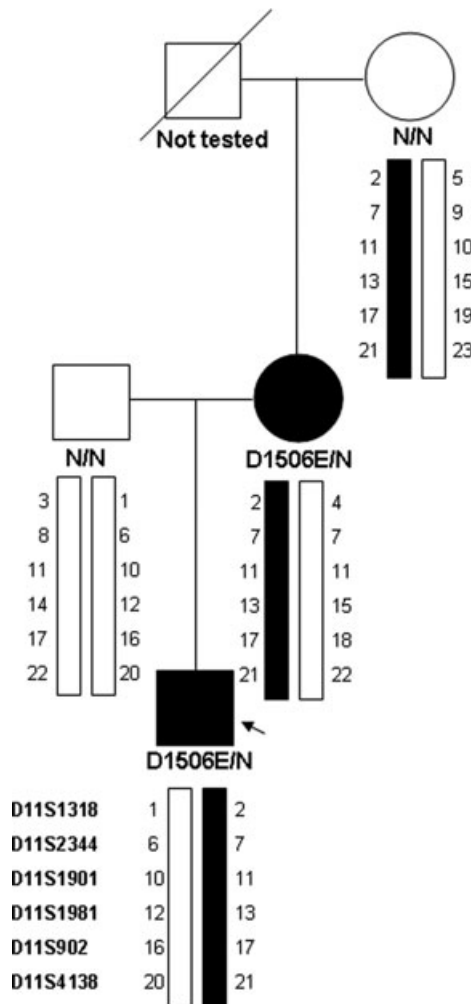 Not tested
N/N
2 5
7 9
11 10
13 15
17 19
21 23
N/N
D1506E/N
3 1
8 6
11 10
14 12
17 16
22 20
2 4
7 7
11 11
13 15
17 18
21 22
D1506E/N
D11S1318 1 2
D11S2344 6 7
D11S1901 10 11
D11S1981 12 13
D11S902 16 17
D11S4138 20 21